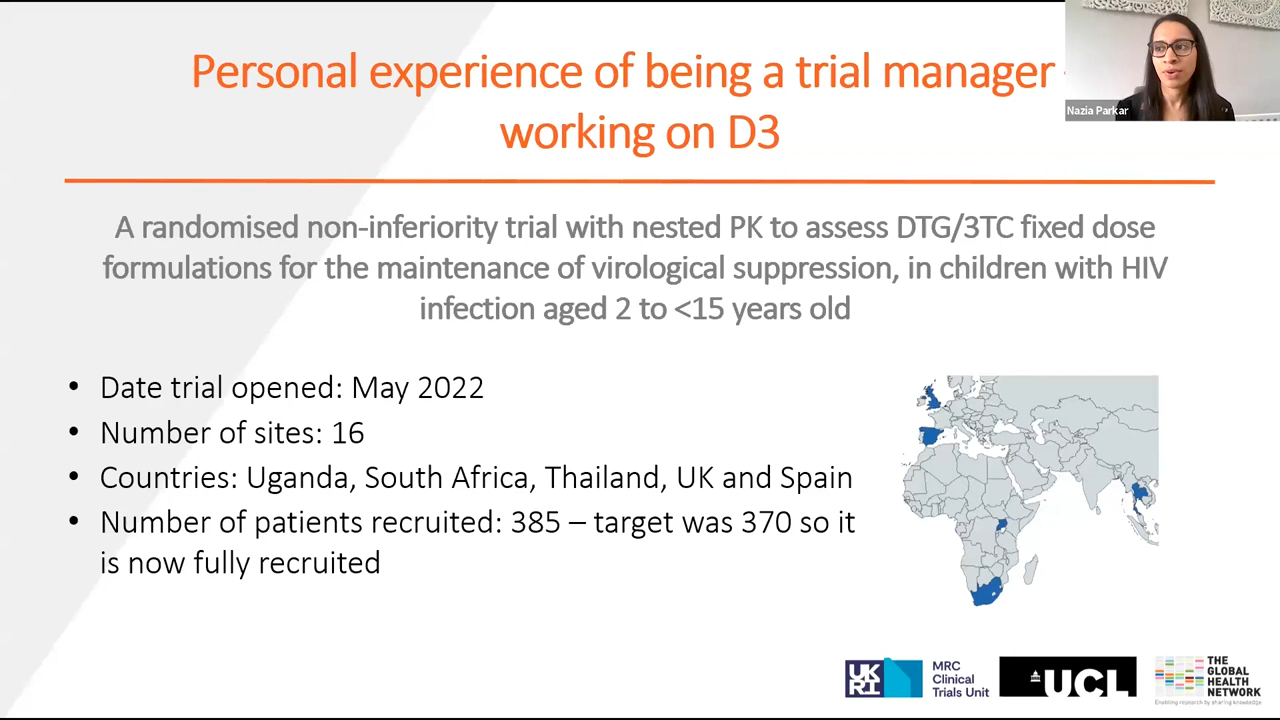 Personal experience of being a trial manager -
working on D3
Nazia Parkar
A randomised non-inferiority trial with nested PK to assess DTG/3TC fixed dose
formulations for the maintenance of virological suppression, in children with HIV
infection aged 2 to <15 years old
• Date trial opened: May 2022
• Number of sites: 16
• Countries: Uganda, South Africa, Thailand, UK and Spain
• Number of patients recruited: 385 – target was 370 so it
is now fully recruited
UK
RI
MRC
Clinical
Trials Unit
UCL
THE
GLOBAL
HEALTH
NETWORK
Enabling research by sharing knowledge